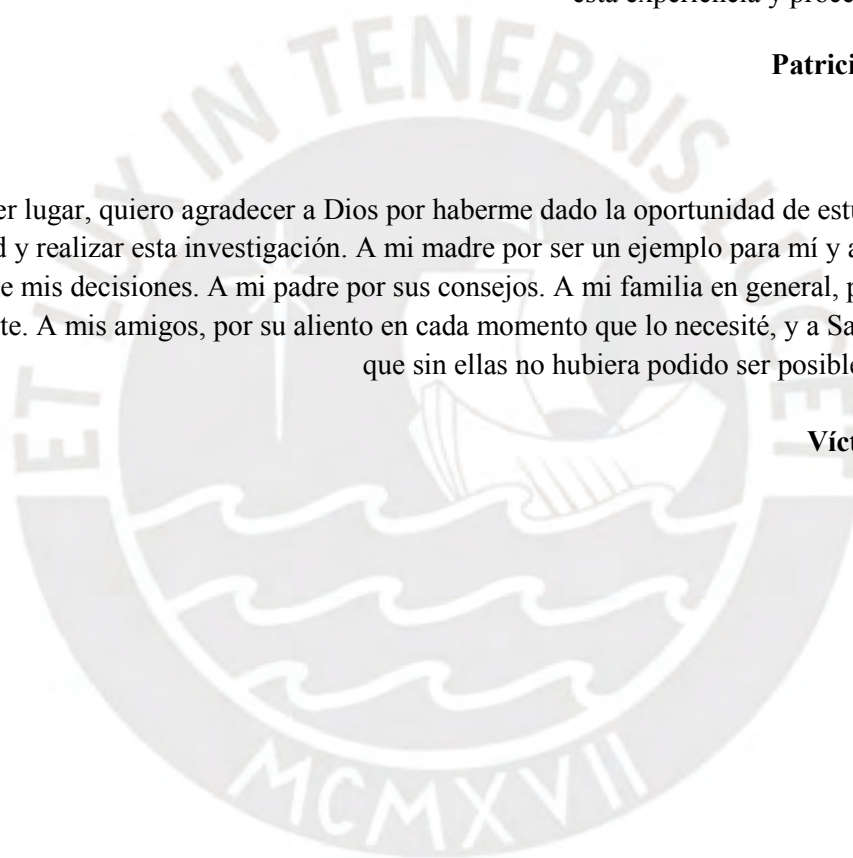 esta experiencia y proce
Patrici
ET LUX IN TENEBRIS LUCET
er lugar, quiero agradecer a Dios por haberme dado la oportunidad de est
d y realizar esta investigación. A mi madre por ser un ejemplo para mí y a
e mis decisiones. A mi padre por sus consejos. A mi familia en general, p
te. A mis amigos, por su aliento en cada momento que lo necesité, y a Sa
que sin ellas no hubiera podido ser posible
Víct
MCMXVII